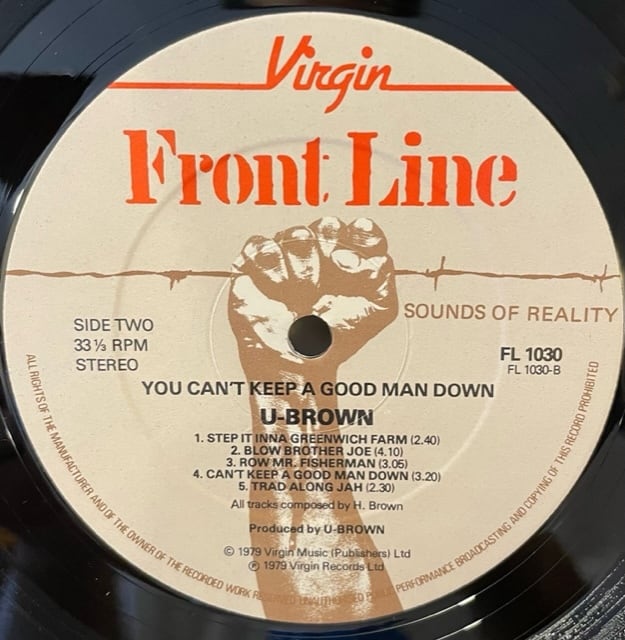 Virgin
Front Line
SOUNDS OF REALITY
SIDE TWO
33 ⅓ RPM
STEREO
FL 1030
FL 1030-B
YOU CAN'T KEEP A GOOD MAN DOWN
U-BROWN
1. STEP IT INNA GREENWICH FARM (2.40)
2. BLOW BROTHER JOE (4.10)
3. ROW MR. FISHERMAN (3.05)
4. CAN'T KEEP A GOOD MAN DOWN (3.20)
5. TRAD ALONG JAH (2.30)
All tracks composed by H. Brown
Produced by U-BROWN
© 1979 Virgin Music (Publishers) Ltd
℗ 1979 Virgin Records Ltd
ALL RIGHTS OF THE MANUFACTURER AND OF THE OWNER OF THE RECORDED WORK RESERVED UNAUTHORISED PUBLIC PERFORMANCE BROADCASTING AND COPYING OF THIS RECORD PROHIBITED